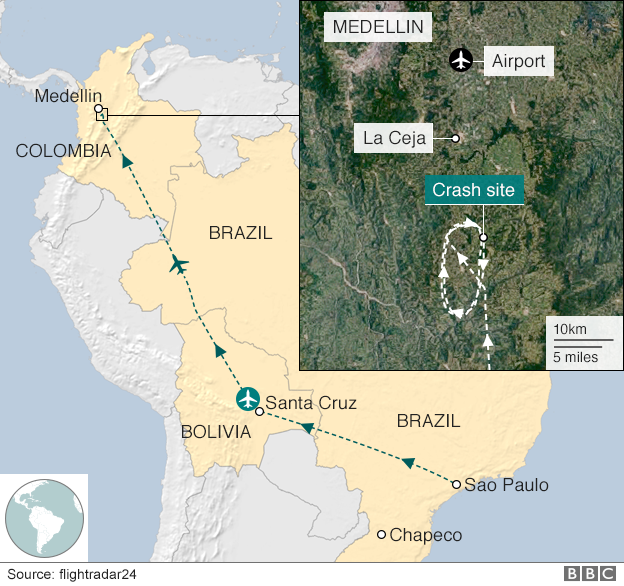 MEDELLIN
Airport
Medellin
La Ceja
COLOMBIA
Crash site
BRAZIL
10km
5 miles
Santa Cruz
BOLIVIA
BRAZIL
Sao Paulo
Chapeco
Source: flightradar24
BBC